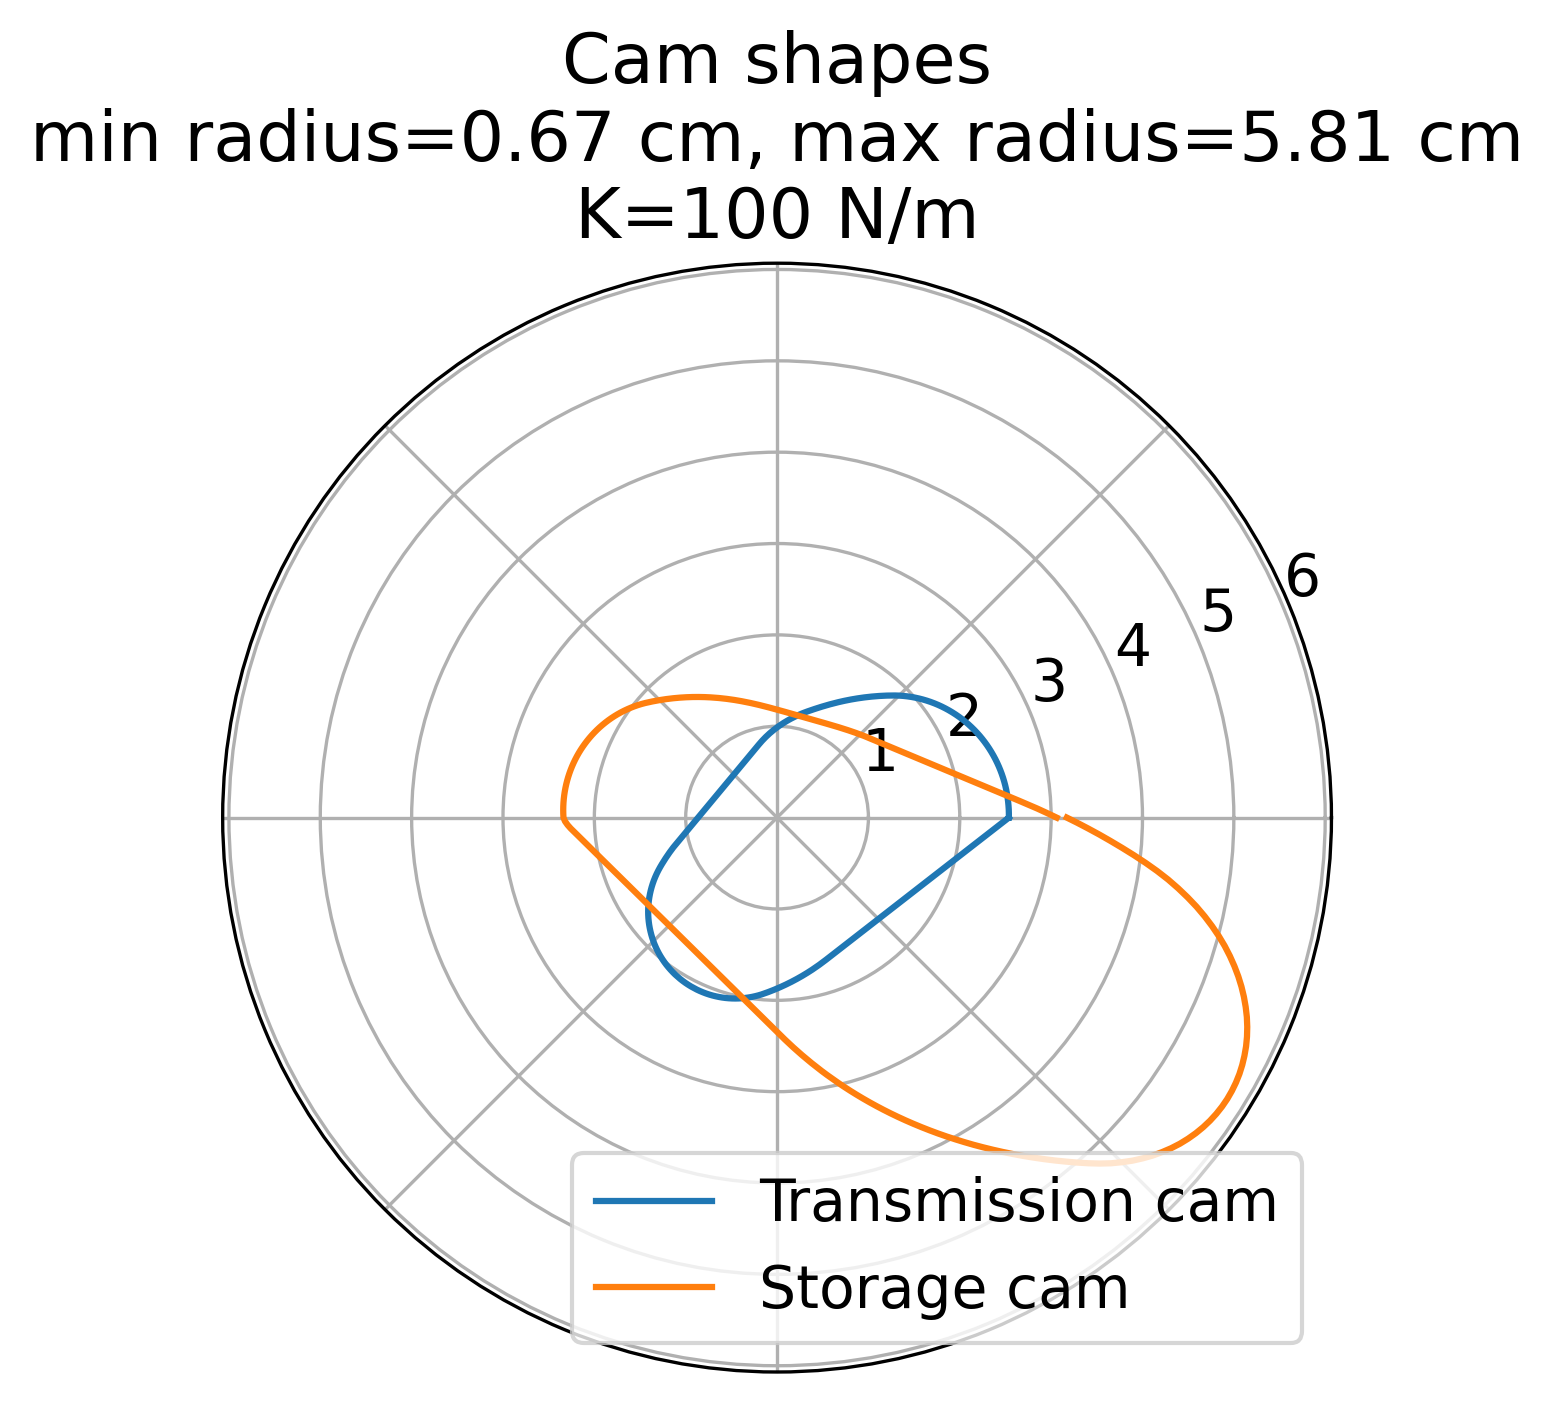 Cam shapes
min radius=0.67 cm, max radius=5.81 cm
K=100 N/m
6
5
4
3
2
1
Transmission cam
Storage cam